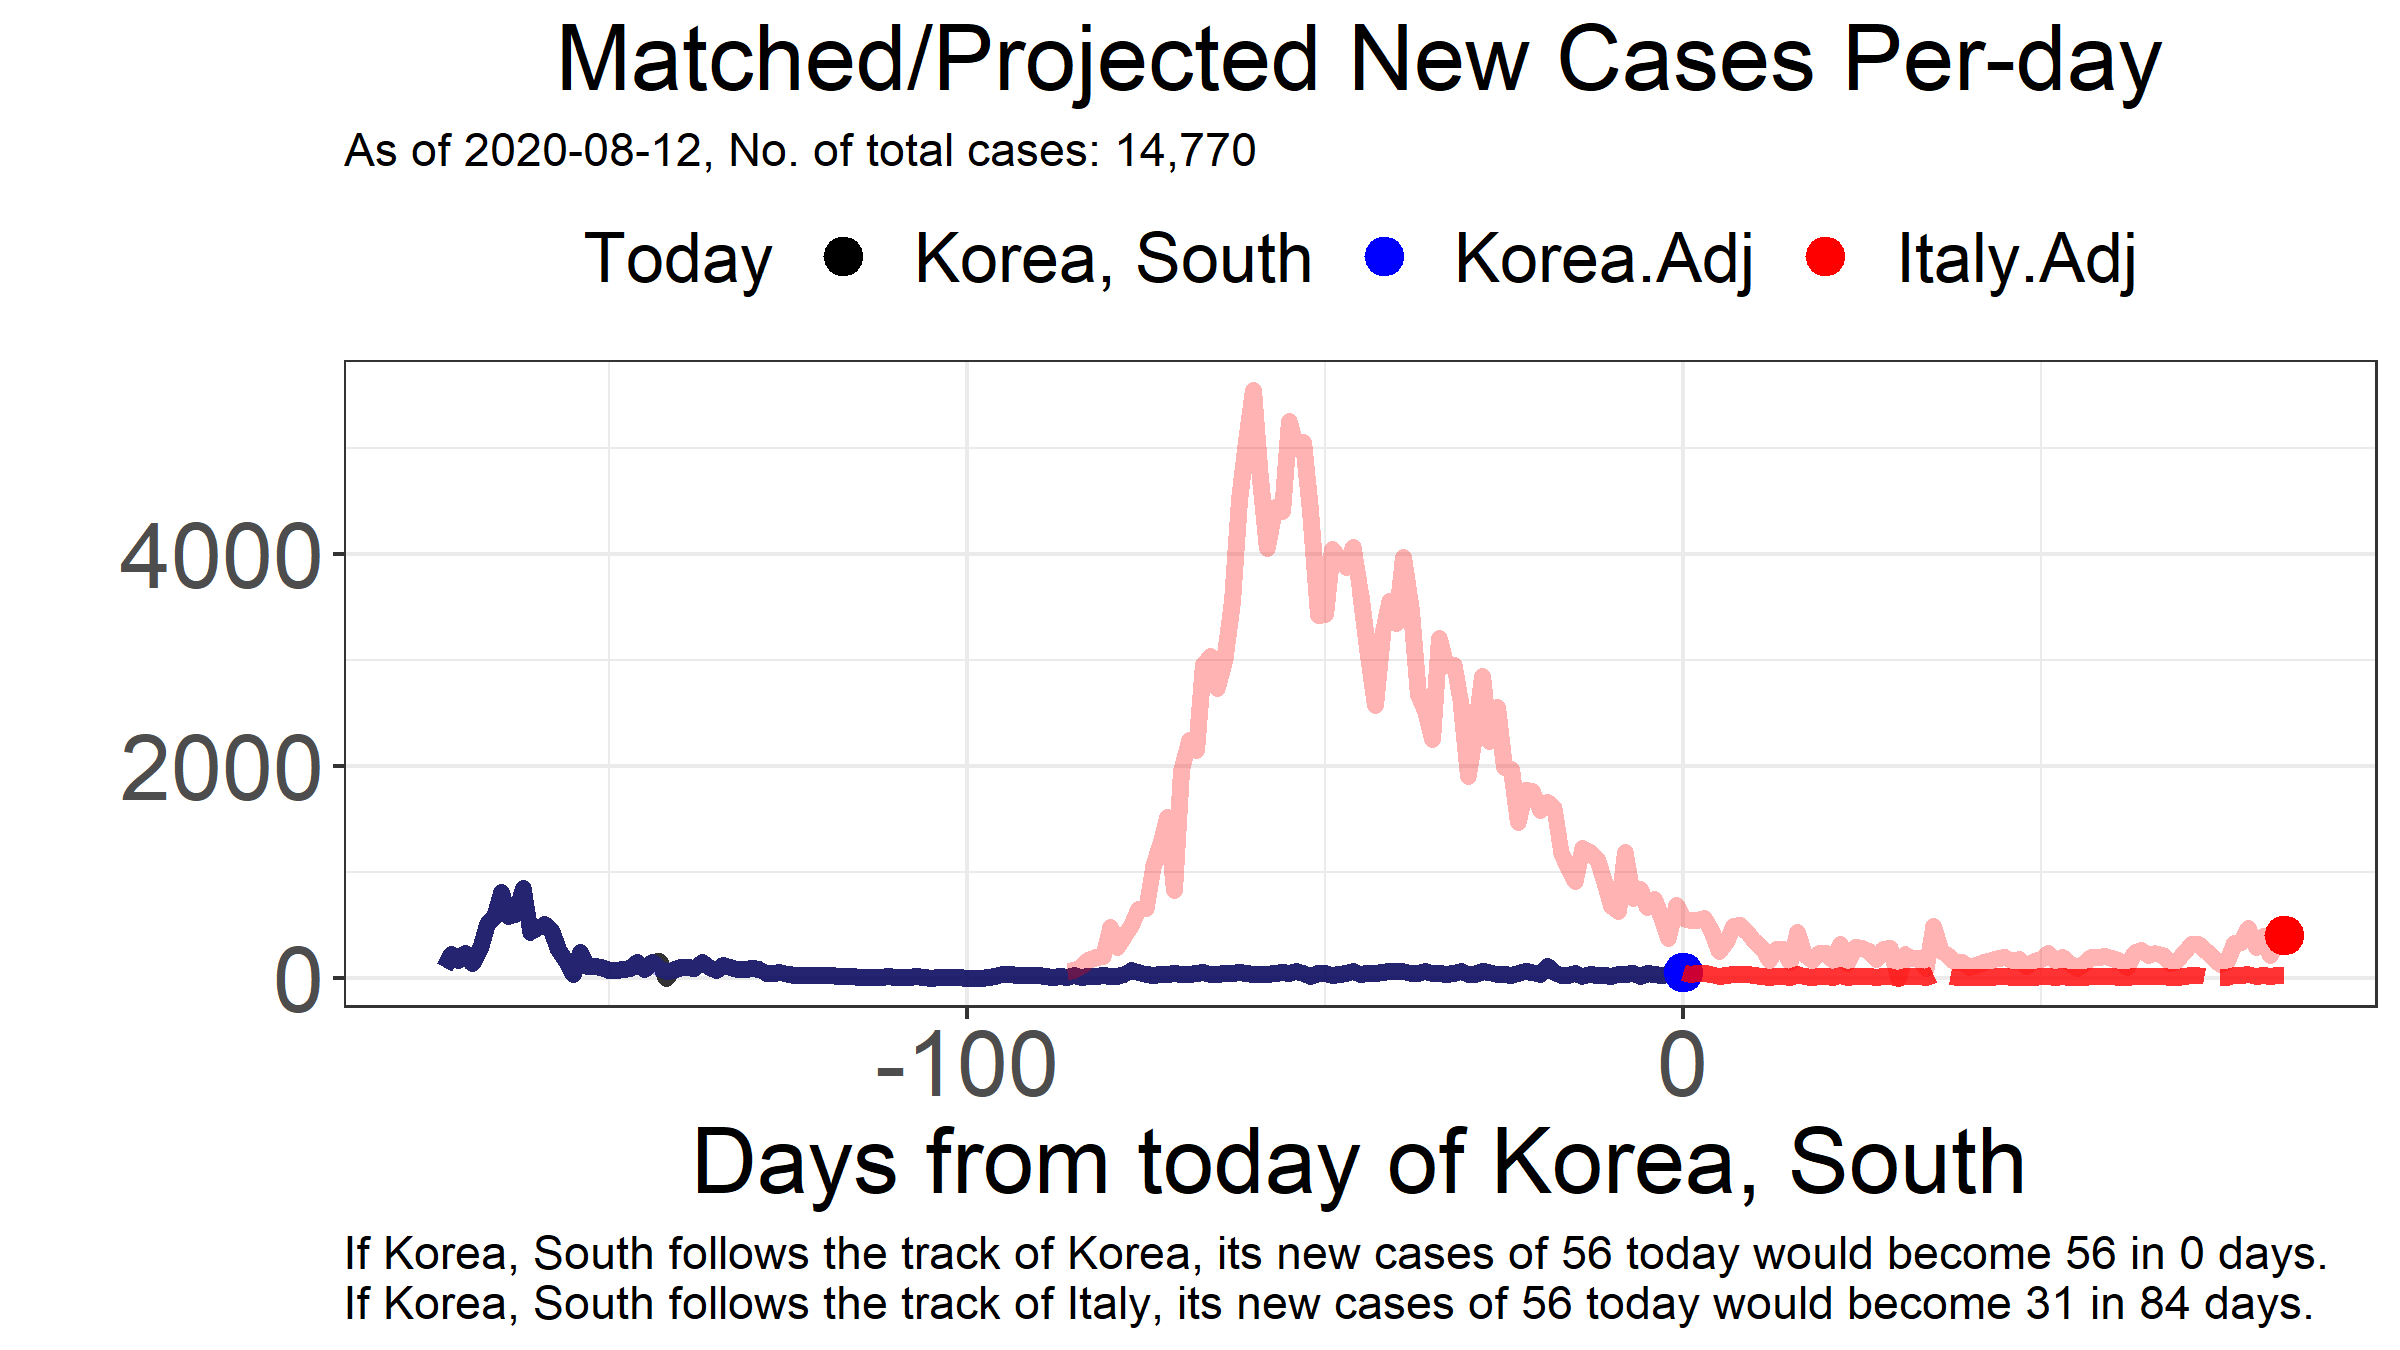 Matched/Projected New Cases Per-day
As of 2020-08-12, No. of total cases: 14,770
Today Korea, South Korea.Adj Italy.Adj
4000
2000
0
-100 0
Days from today of Korea, South
If Korea, South follows the track of Korea, its new cases of 56 today would become 56 in 0 days.
If Korea, South follows the track of Italy, its new cases of 56 today would become 31 in 84 days.